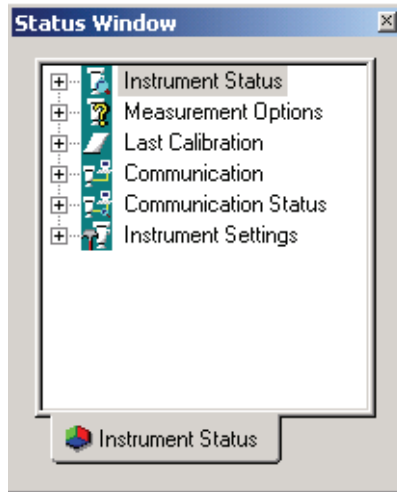 Status Window
Instrument Status
Measurement Options
Last Calibration
Communication
Communication Status
Instrument Settings
Instrument Status